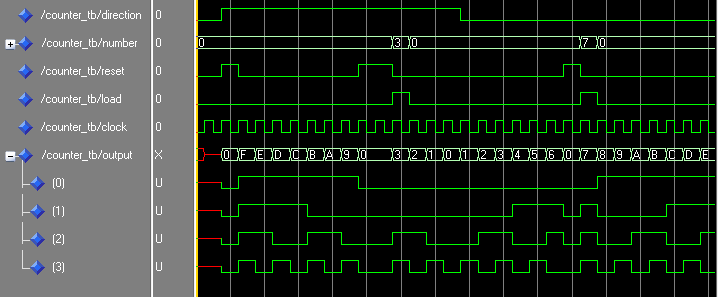 /counter_tb/direction 0
/counter_tb/number 0 0 3 0 7 0
/counter_tb/reset 0
/counter_tb/load 0
/counter_tb/clock 0
/counter_tb/output X 0 F E D C B A 9 0 3 2 1 0 1 2 3 4 5 6 0 7 8 9 A B C D E
(0) U
(1) U
(2) U
(3) U